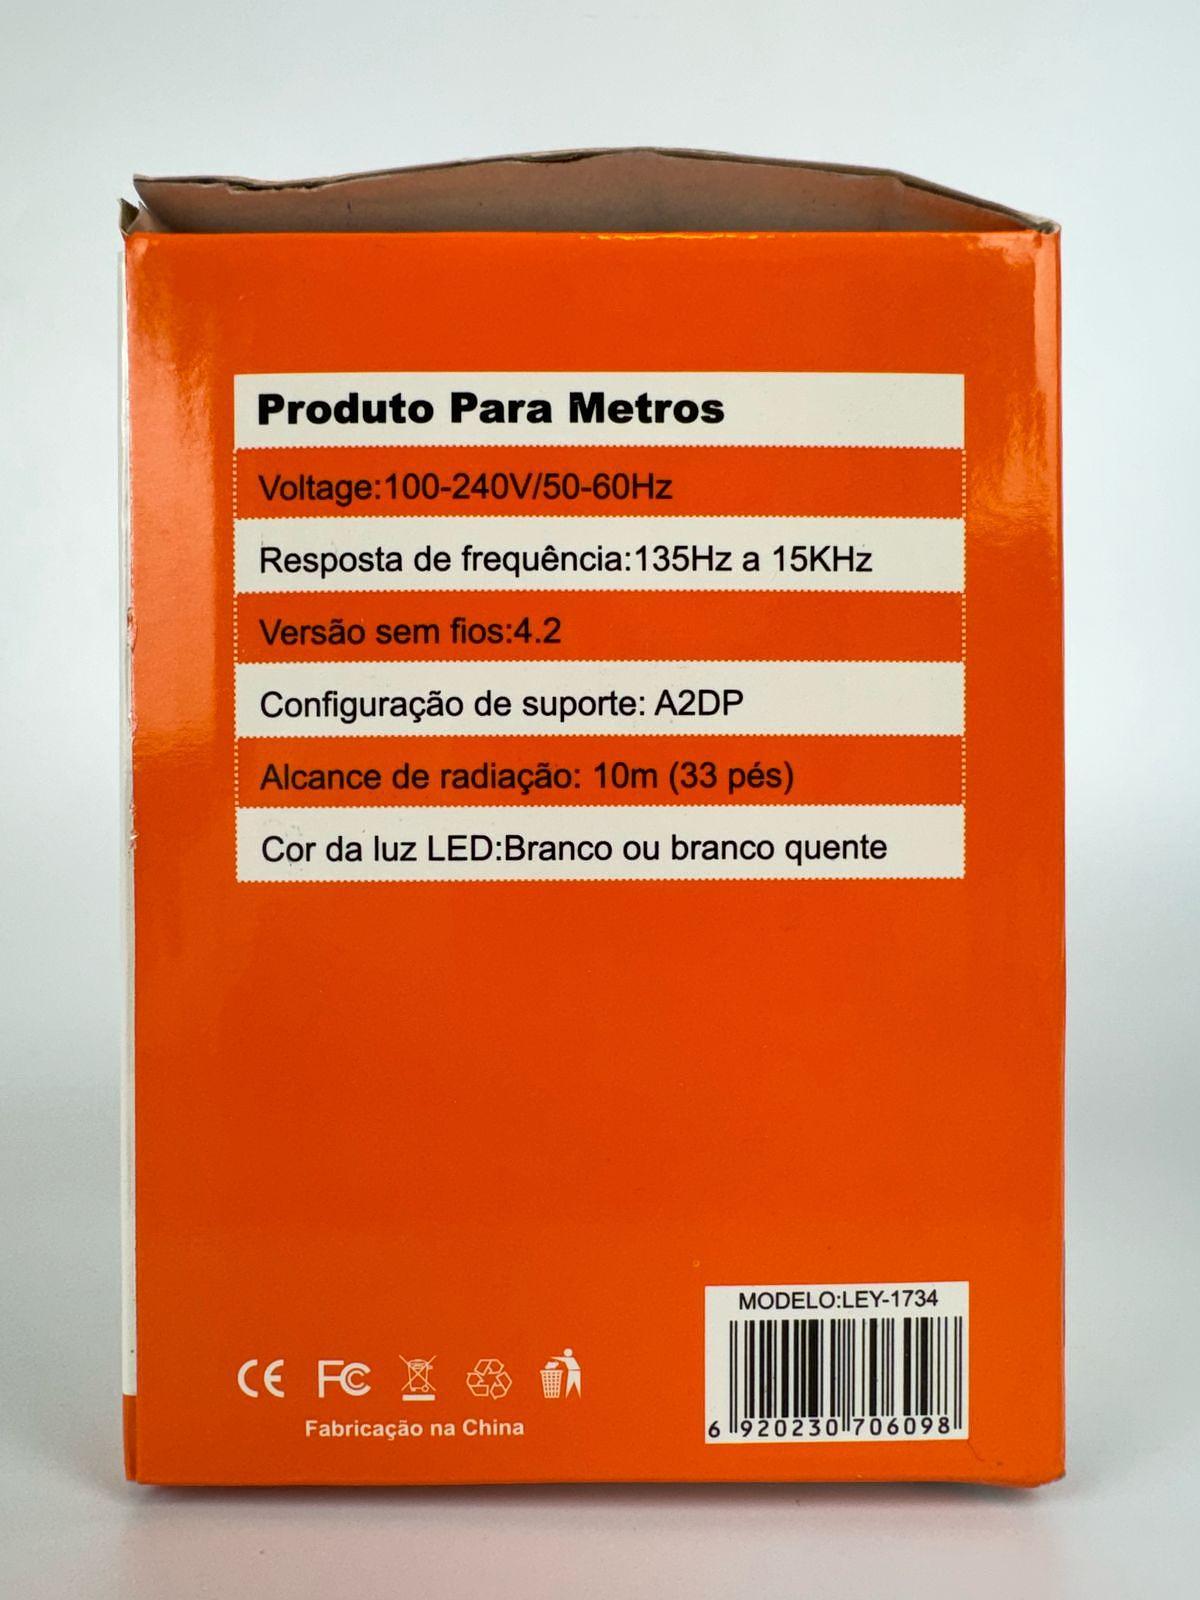 Produto Para Metros
Voltage:100-240V/50-60Hz
Resposta de frequência:135Hz a 15KHz
Versão sem fios:4.2
Configuração de suporte: A2DP
Alcance de radiação: 10m (33 pés)
Cor da luz LED:Branco ou branco quente
MODELO:LEY-1734
6 920230 706098
CE FC
Fabricação na China